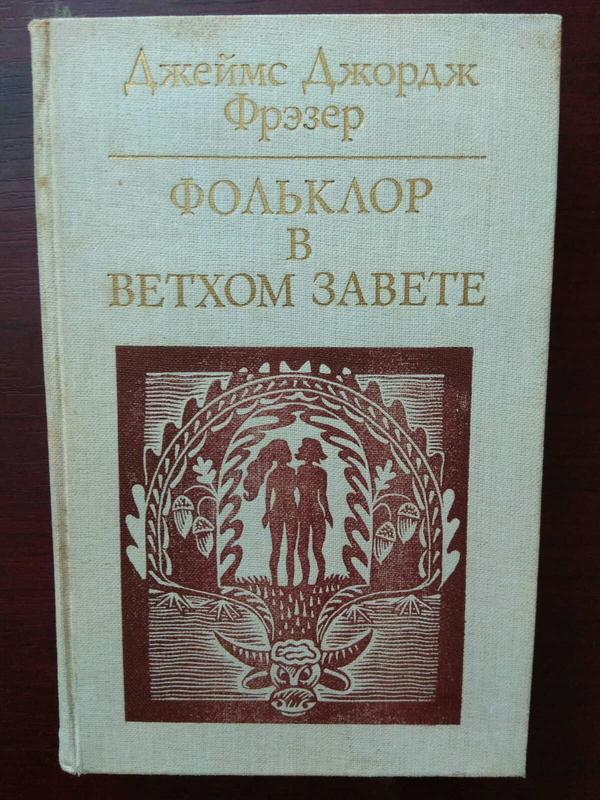 Джеймс Джордж
Фрэзер
ФОЛЬКЛОР
В
ВЕТХОМ ЗАВЕТЕ